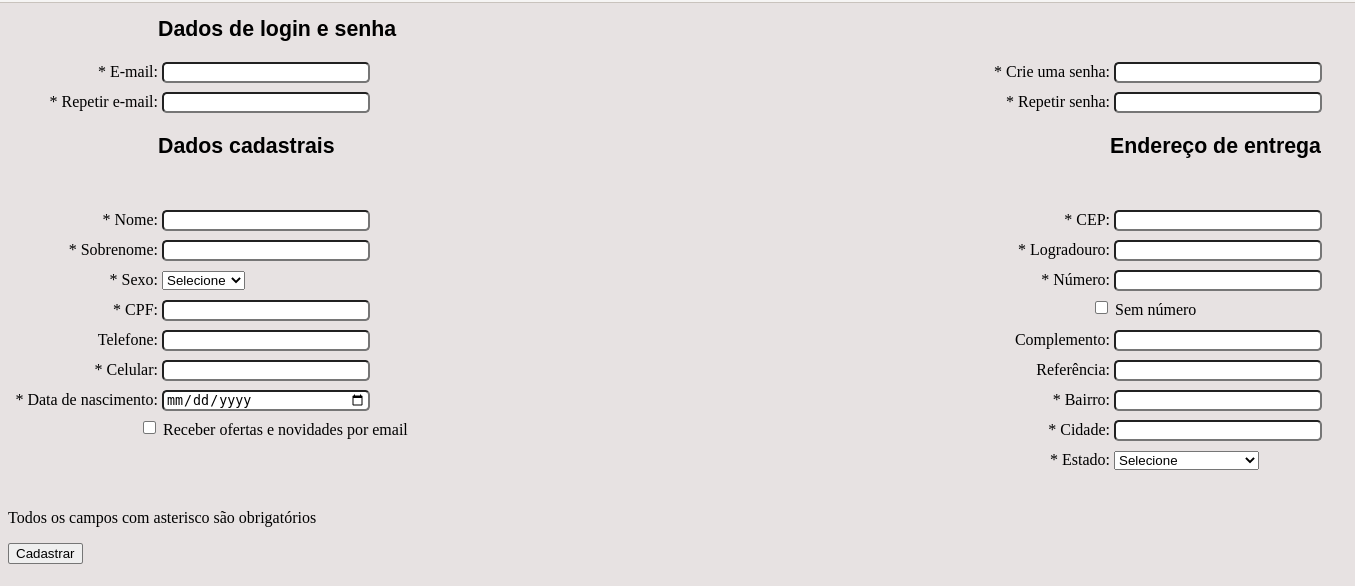 Dados de login e senha
* E-mail:
* Crie uma senha:
* Repetir e-mail:
* Repetir senha:
Dados cadastrais
Endereço de entrega
* Nome:
* CEP:
* Sobrenome:
* Logradouro:
* Sexo: Selecione
* Número:
* CPF:
Sem número
Telefone:
Complemento:
* Celular:
Referência:
* Data de nascimento: mm/dd/yyyy
* Bairro:
Receber ofertas e novidades por email
* Cidade:
* Estado: Selecione
Todos os campos com asterisco são obrigatórios
Cadastrar